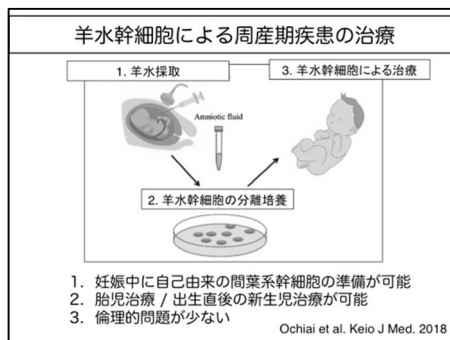 羊水幹細胞による周産期疾患の治療
1. 羊水採取
3. 羊水幹細胞による治療
Amniotic fluid
2. 羊水幹細胞の分離培養
1. 妊娠中に自己由来の間葉系幹細胞の準備が可能
2. 胎児治療 / 出生直後の新生児治療が可能
3. 倫理的問題が少ない
Ochiai et al. Keio J Med. 2018